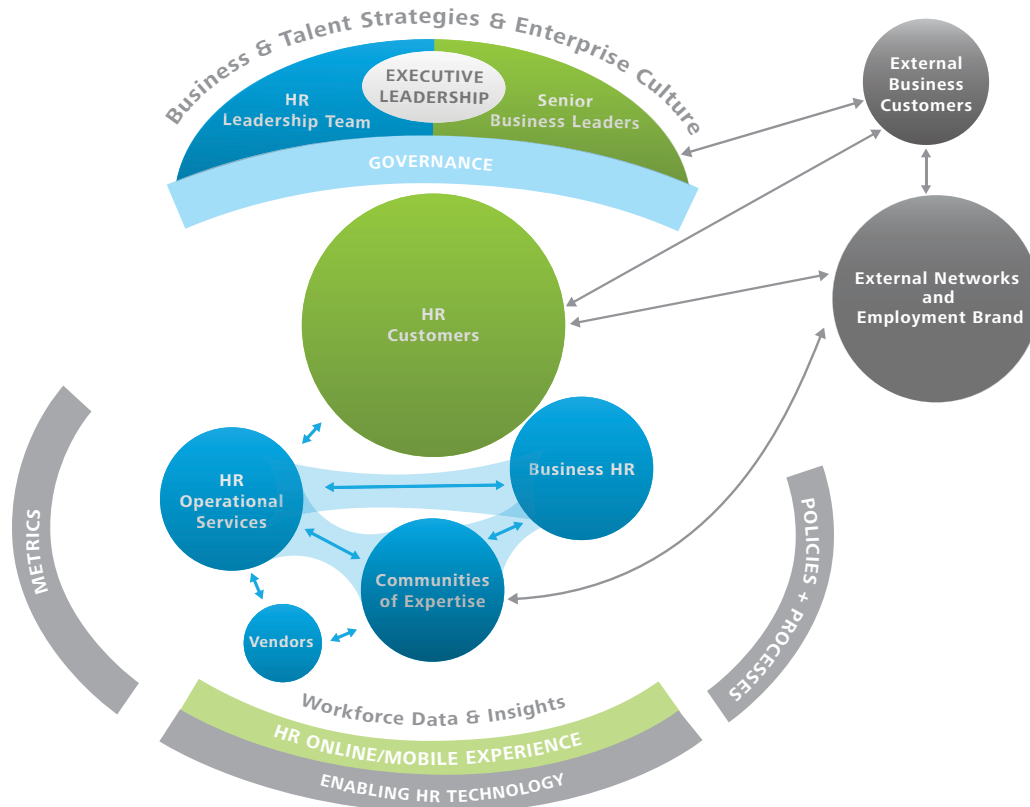 Business & Talent Strategies & Enterprise Culture
EXECUTIVE
LEADERSHIP
HR
Leadership Team
Senior
Business Leaders
GOVERNANCE
External
Business
Customers
External Networks
and
Employment Brand
HR
Customers
HR
Operational
Services
Business HR
Communities
of Expertise
Vendors
METRICS
POLICIES + PROCESSES
Workforce Data & Insights
HR ONLINE/MOBILE EXPERIENCE
ENABLING HR TECHNOLOGY